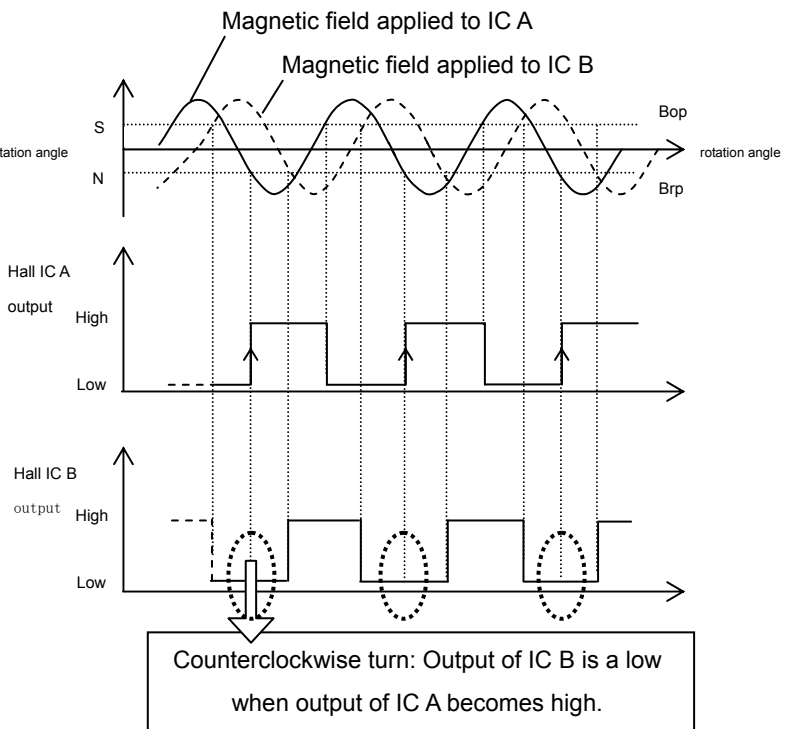 Magnetic field applied to IC A
Magnetic field applied to IC B
S
Bop
tation angle
rotation angle
N
Brp
Hall IC A
output
High
Low
Hall IC B
output
High
Low
Counterclockwise turn: Output of IC B is a low
when output of IC A becomes high.